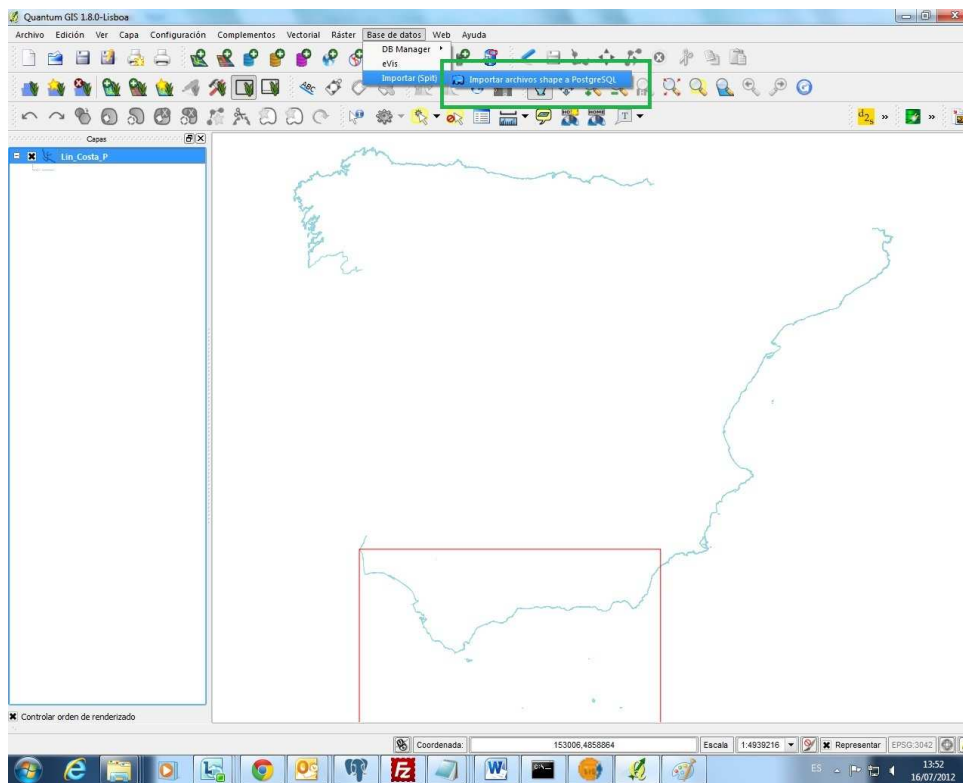 Quantum GIS 1.8.0-Lisboa
Archivo Edición Ver Capa Configuración Complementos Vectorial Ráster Base de datos Web Ayuda
DB Manager
eVis
Importar (Spit)
Importar archivos shape a PostgreSQL
Capas
Lin_Costa_P
Controlar orden de renderizado
Coordenada: 153006,4858864 Escala 1:4939216 Representar EPSG:3042
ES 13:52
16/07/2012